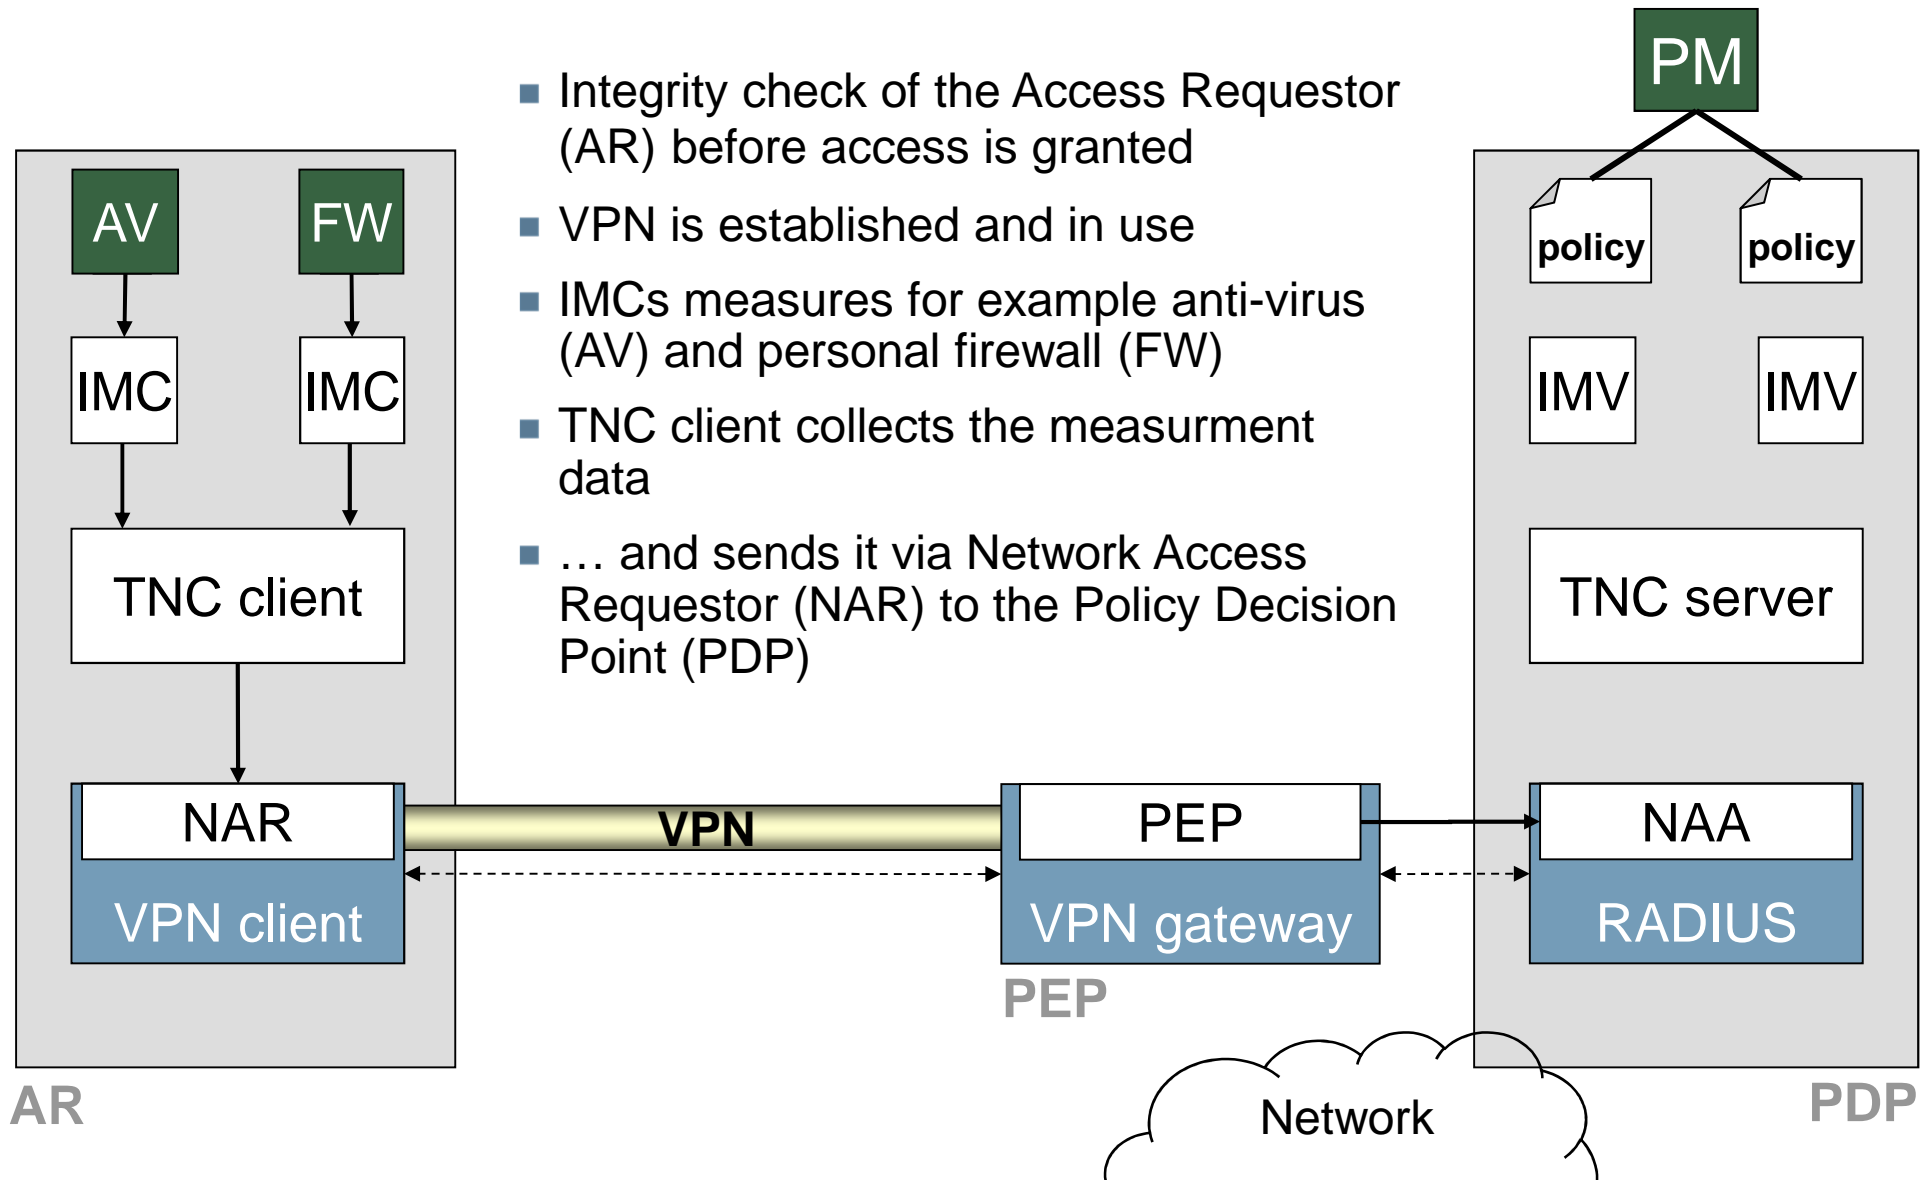 PM
Integrity check of the Access Requestor
(AR) before access is granted
VPN is established and in use
IMCs measures for example anti-virus
(AV) and personal firewall (FW)
TNC client collects the measurment
data
… and sends it via Network Access
Requestor (NAR) to the Policy Decision
Point (PDP)
AV
FW
IMC
IMC
TNC client
NAR
VPN client
AR
VPN
PEP
VPN gateway
PEP
policy
policy
IMV
IMV
TNC server
NAA
RADIUS
PDP
Network